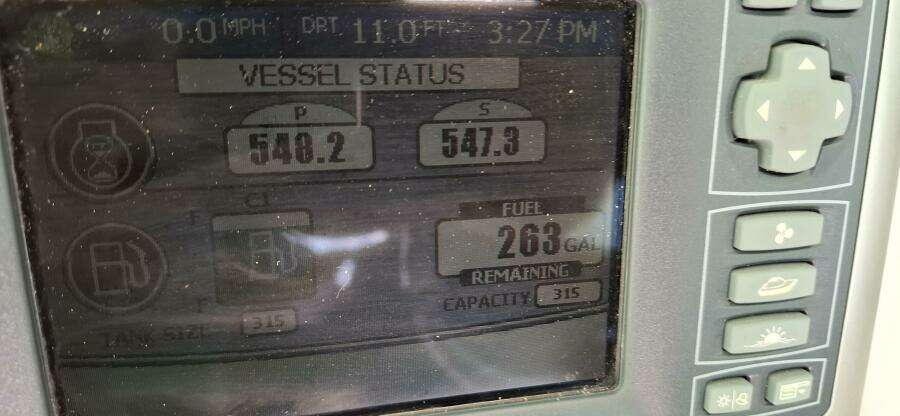 0.0 MPH DPT 11.0 FT 3:27 PM
VESSEL STATUS
P S
548.2 547.3
C1
F
FUEL
263 GAL
REMAINING
CAPACITY 315
TANK SIZE 315